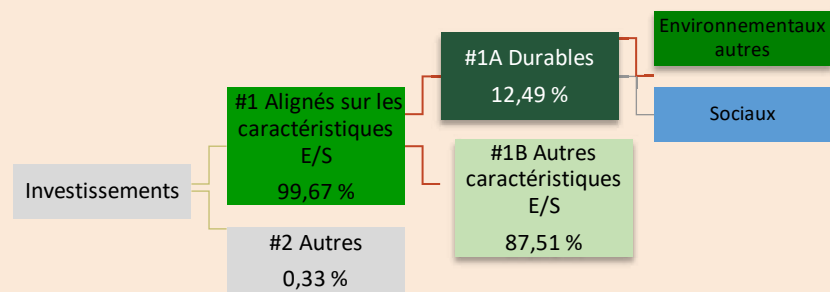 Investissements
#1 Alignés sur les
caractéristiques
E/S
99,67 %
#2 Autres
0,33 %
#1A Durables
12,49 %
#1B Autres
caractéristiques
E/S
87,51 %
Environnementaux
autres
Sociaux